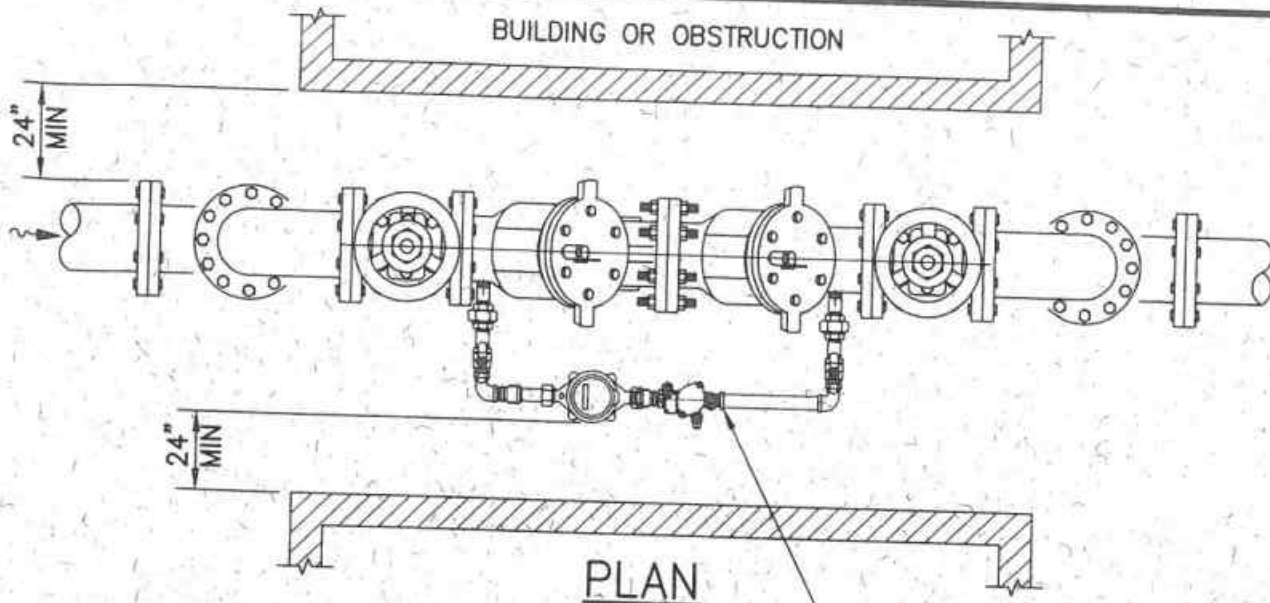 BUILDING OR OBSTRUCTION
24"
MIN
24"
MIN
PLAN